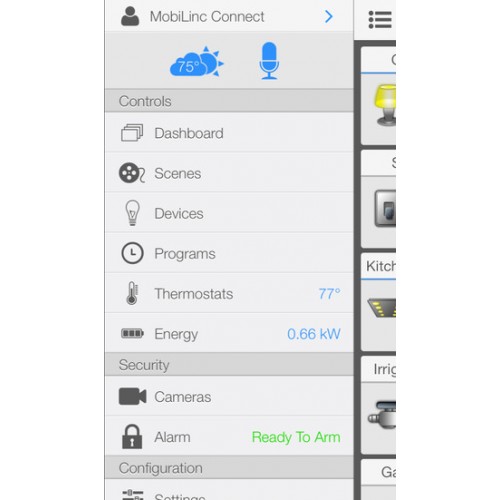 MobiLinc Connect
75°
Controls
Dashboard
Scenes
Devices
Programs
Thermostats 77°
Energy 0.66 kW
Security
Cameras
Alarm Ready To Arm
Configuration
Settings
Kitch
Irrig
Ga